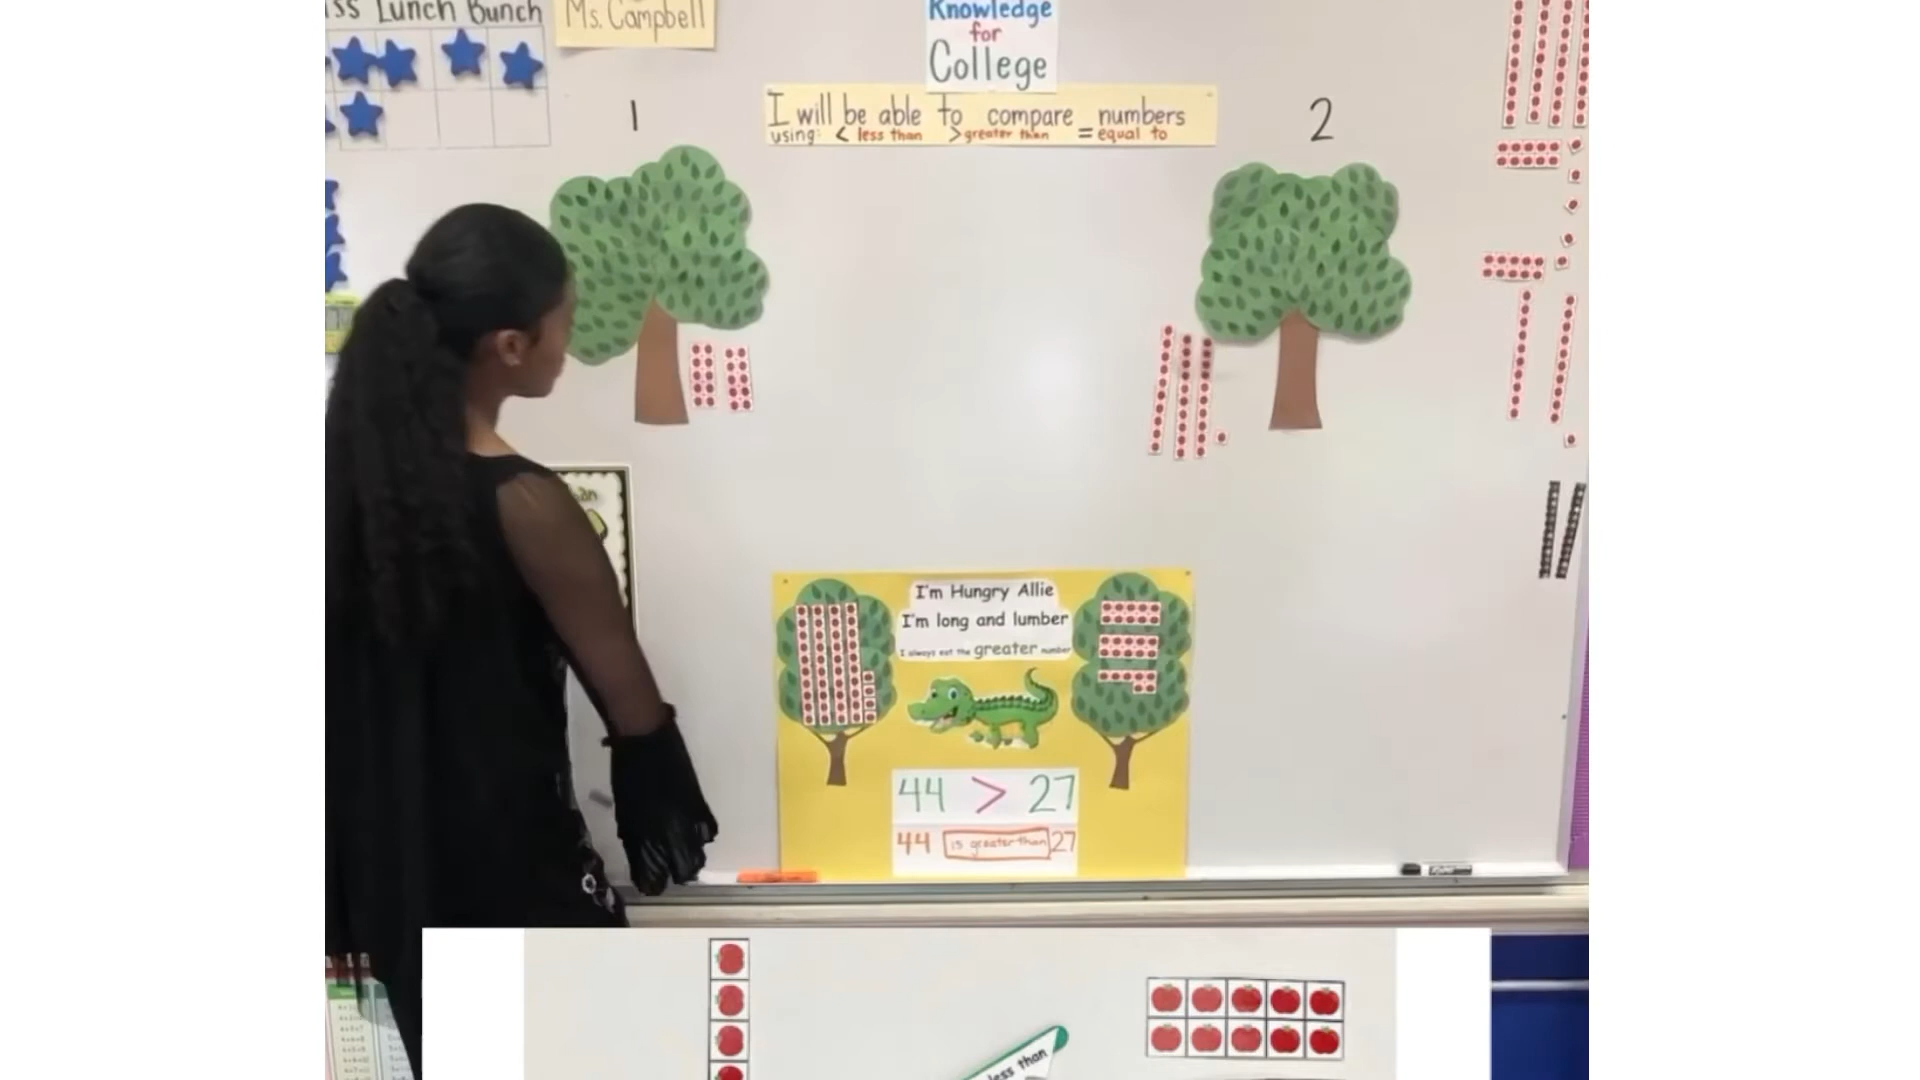 ss Lunch Bunch
Ms. Campbell
Knowledge
for
College
1
I will be able to compare numbers
using: < less than > greater than = equal to
2
I'm Hungry Allie
I'm long and lumber
I always eat the greater number
44 > 27
44 is greater than 27
less than